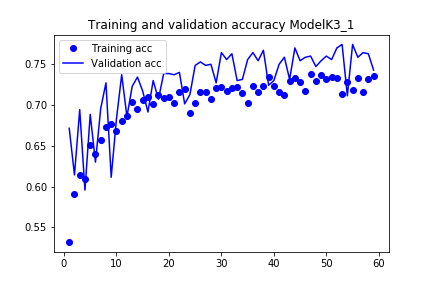 Training and validation accuracy ModelK3_1
Training acc
Validation acc
0.75
0.70
0.65
0.60
0.55
0 10 20 30 40 50 60